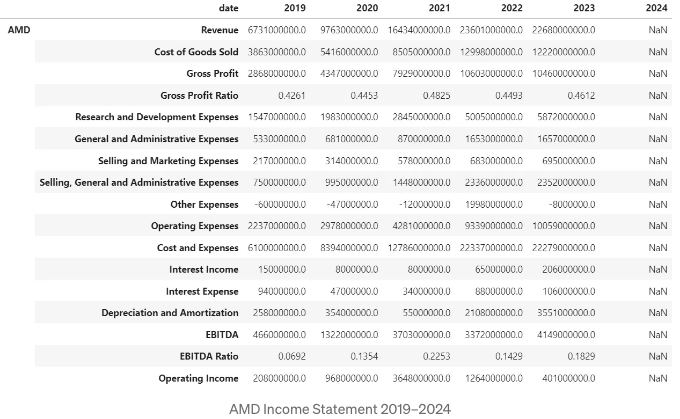 date 2019 2020 2021 2022 2023 2024
AMD Revenue 6731000000.0 9763000000.0 16434000000.0 23601000000.0 22680000000.0 NaN
Cost of Goods Sold 3863000000.0 5416000000.0 8505000000.0 12998000000.0 12220000000.0 NaN
Gross Profit 2868000000.0 4347000000.0 7929000000.0 10603000000.0 10460000000.0 NaN
Gross Profit Ratio 0.4261 0.4453 0.4825 0.4493 0.4612 NaN
Research and Development Expenses 1547000000.0 1983000000.0 2845000000.0 5005000000.0 5872000000.0 NaN
General and Administrative Expenses 533000000.0 681000000.0 870000000.0 1653000000.0 1657000000.0 NaN
Selling and Marketing Expenses 217000000.0 314000000.0 578000000.0 683000000.0 695000000.0 NaN
Selling, General and Administrative Expenses 750000000.0 995000000.0 1448000000.0 2336000000.0 2352000000.0 NaN
Other Expenses -60000000.0 -47000000.0 -12000000.0 1998000000.0 -8000000.0 NaN
Operating Expenses 2237000000.0 2978000000.0 4281000000.0 9339000000.0 10059000000.0 NaN
Cost and Expenses 6100000000.0 8394000000.0 12786000000.0 22337000000.0 22279000000.0 NaN
Interest Income 15000000.0 8000000.0 8000000.0 65000000.0 206000000.0 NaN
Interest Expense 94000000.0 47000000.0 34000000.0 88000000.0 106000000.0 NaN
Depreciation and Amortization 258000000.0 354000000.0 55000000.0 2108000000.0 3551000000.0 NaN
EBITDA 466000000.0 1322000000.0 3703000000.0 3372000000.0 4149000000.0 NaN
EBITDA Ratio 0.0692 0.1354 0.2253 0.1429 0.1829 NaN
Operating Income 208000000.0 968000000.0 3648000000.0 1264000000.0 401000000.0 NaN
AMD Income Statement 2019–2024